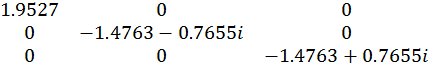 1.9527 0 0
0 −1.4763 − 0.7655i 0
0 0 −1.4763 + 0.7655i